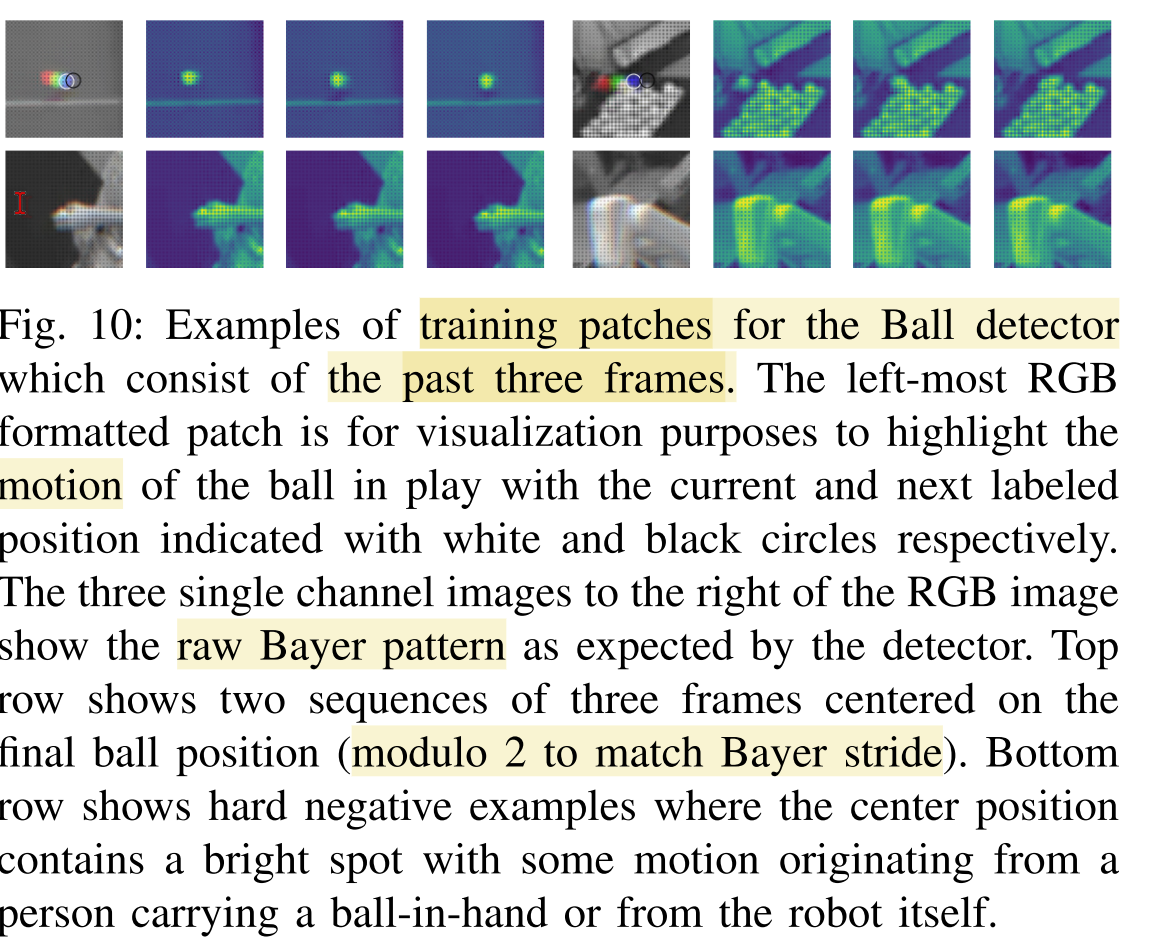 Fig. 10: Examples of training patches for the Ball detector
which consist of the past three frames. The left-most RGB
formatted patch is for visualization purposes to highlight the
motion of the ball in play with the current and next labeled
position indicated with white and black circles respectively.
The three single channel images to the right of the RGB image
show the raw Bayer pattern as expected by the detector. Top
row shows two sequences of three frames centered on the
final ball position (modulo 2 to match Bayer stride). Bottom
row shows hard negative examples where the center position
contains a bright spot with some motion originating from a
person carrying a ball-in-hand or from the robot itself.